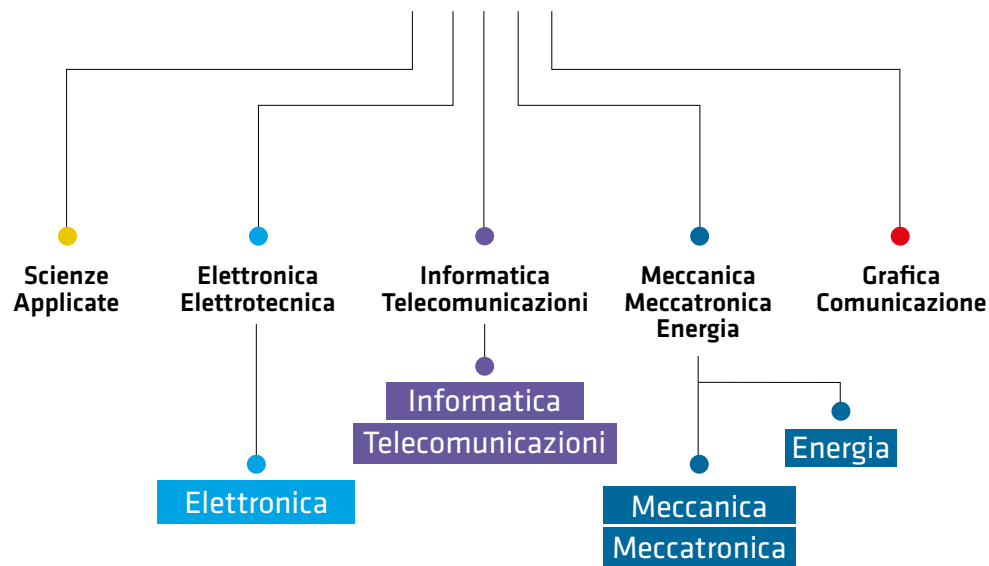 Scienze
Applicate
Elettronica
Elettrotecnica
Informatica
Telecomunicazioni
Meccanica
Meccatronica
Energia
Grafica
Comunicazione
Informatica
Telecomunicazioni
Energia
Elettronica
Meccanica
Meccatronica